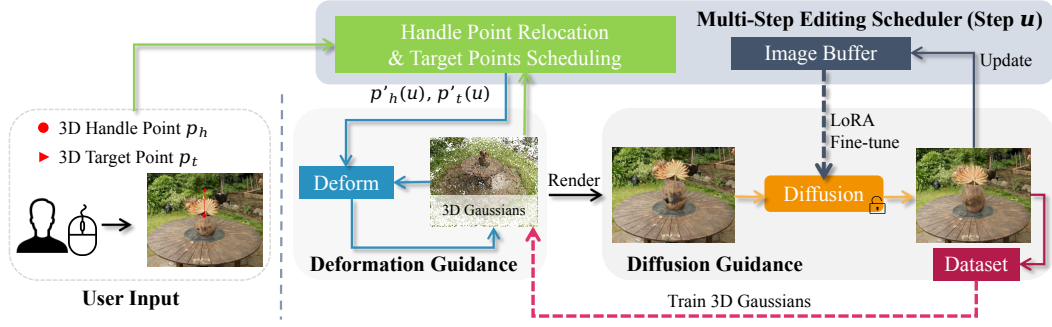 Multi-Step Editing Scheduler (Step u)
Handle Point Relocation
& Target Points Scheduling
Image Buffer
Update
p'h(u), p't(u)
LoRA
Fine-tune
3D Handle Point ph
3D Target Point pt
Deform
3D Gaussians
Render
Diffusion
Deformation Guidance
Diffusion Guidance
Dataset
User Input
Train 3D Gaussians